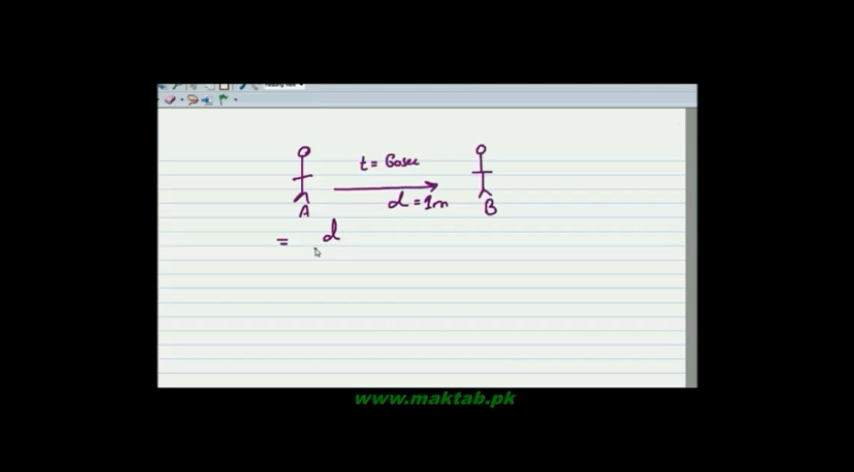 t = 60sec
d = 1m
A
B
= d
www.maktab.pk